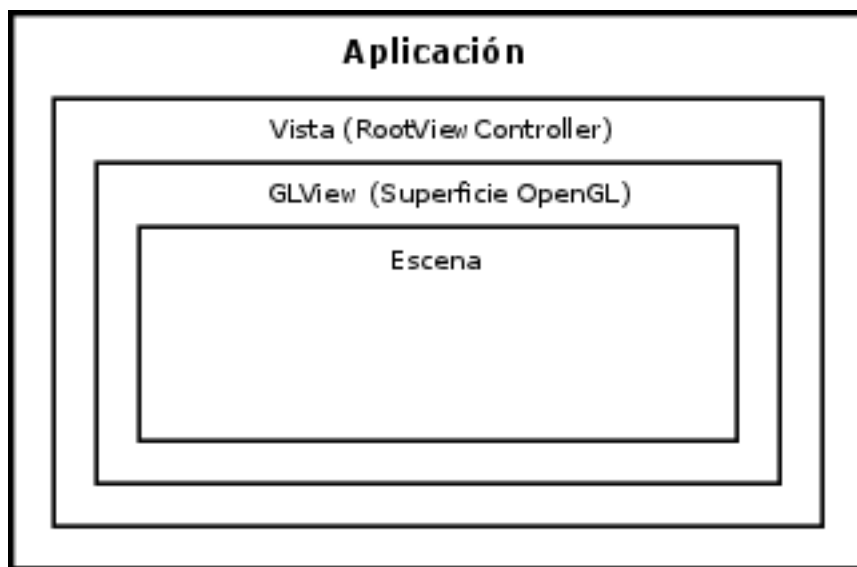 Aplicación
Vista (RootView Controller)
GLView (Superficie OpenGL)
Escena